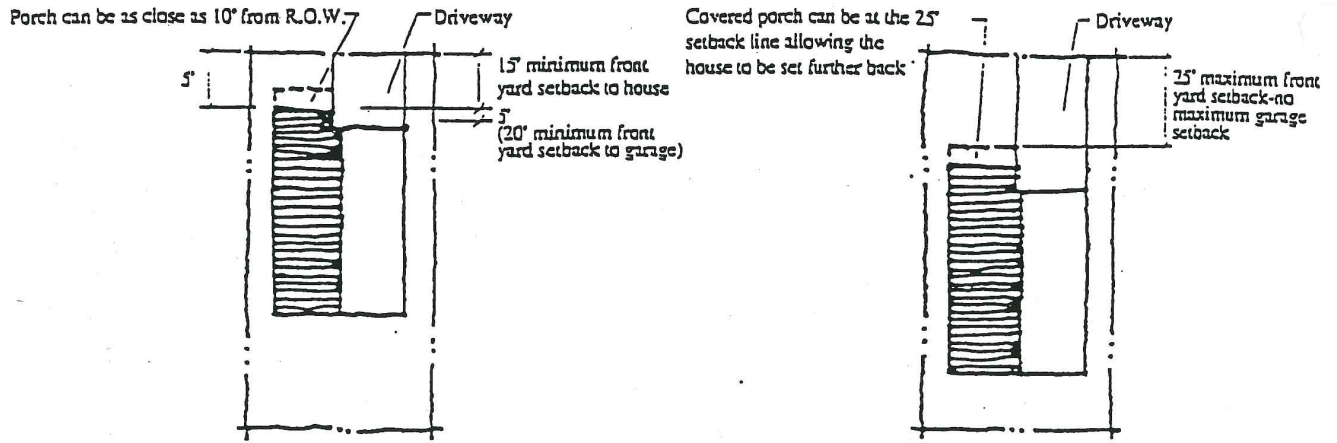 Porch can be as close as 10' from R.O.W.
Driveway
5'
15' minimum front
yard setback to house
5'
(20' minimum front
yard setback to garage)
Covered porch can be at the 25'
setback line allowing the
house to be set further back
Driveway
25' maximum front
yard setback-no
maximum garage
setback